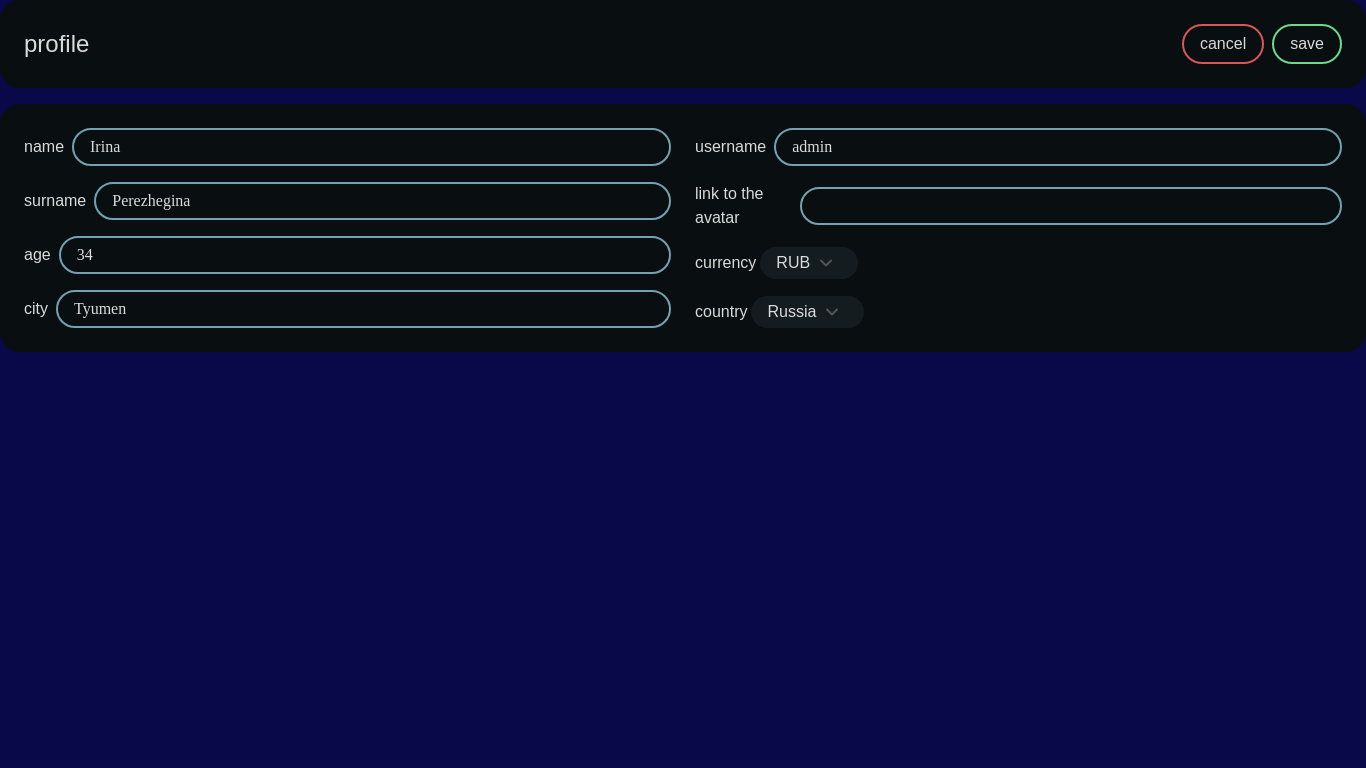 profile
cancel
save
name
Irina
surname
Perezhegina
age
34
city
Tyumen
username
admin
link to the
avatar
currency
RUB
country
Russia